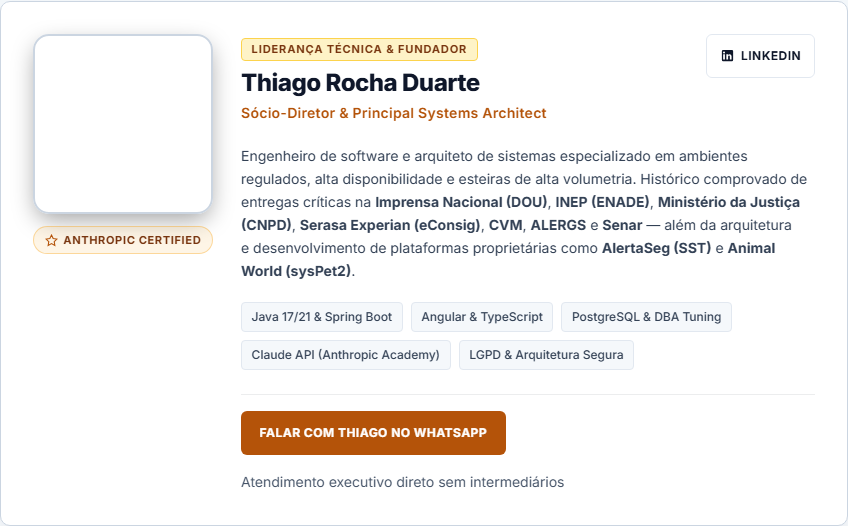 LIDERANÇA TÉCNICA & FUNDADOR
LINKEDIN
Thiago Rocha Duarte
Sócio-Diretor & Principal Systems Architect
Engenheiro de software e arquiteto de sistemas especializado em ambientes
regulados, alta disponibilidade e esteiras de alta volumetria. Histórico comprovado de
entregas críticas na Imprensa Nacional (DOU), INEP (ENADE), Ministério da Justiça
(CNPD), Serasa Experian (eConsig), CVM, ALERGS e Senar — além da arquitetura
e desenvolvimento de plataformas proprietárias como AlertaSeg (SST) e Animal
World (sysPet2).
ANTHROPIC CERTIFIED
Java 17/21 & Spring Boot
Angular & TypeScript
PostgreSQL & DBA Tuning
Claude API (Anthropic Academy)
LGPD & Arquitetura Segura
FALAR COM THIAGO NO WHATSAPP
Atendimento executivo direto sem intermediários